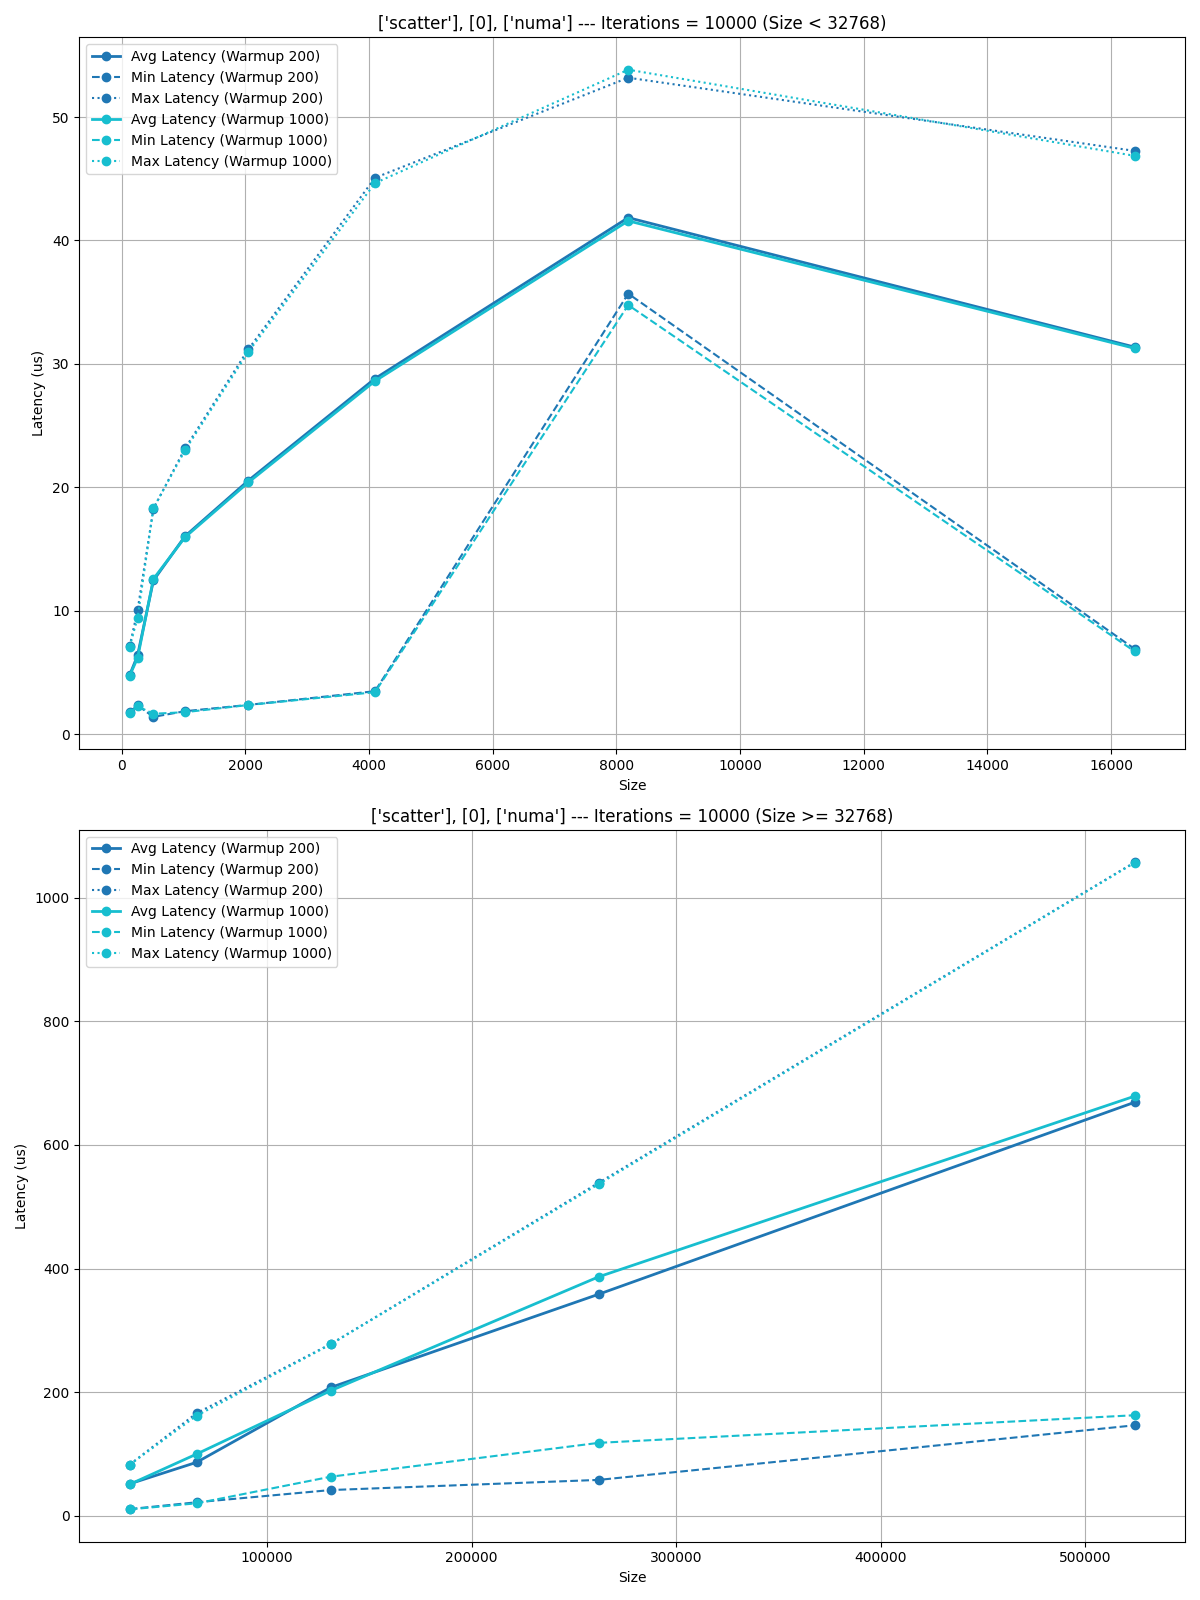 ['scatter'], [0], ['numa'] --- Iterations = 10000 (Size < 32768)
Avg Latency (Warmup 200)
Min Latency (Warmup 200)
Max Latency (Warmup 200)
Avg Latency (Warmup 1000)
Min Latency (Warmup 1000)
Max Latency (Warmup 1000)
50
40
30
20
10
0
Latency (us)
0 2000 4000 6000 8000 10000 12000 14000 16000
Size
['scatter'], [0], ['numa'] --- Iterations = 10000 (Size >= 32768)
Avg Latency (Warmup 200)
Min Latency (Warmup 200)
Max Latency (Warmup 200)
Avg Latency (Warmup 1000)
Min Latency (Warmup 1000)
Max Latency (Warmup 1000)
1000
800
600
400
200
0
Latency (us)
100000 200000 300000 400000 500000
Size